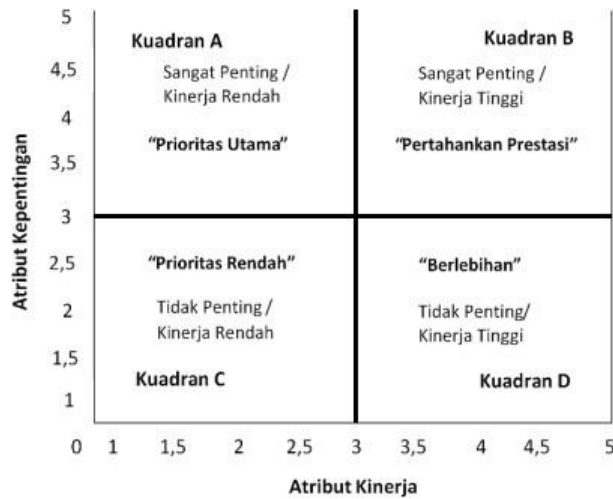 5
Kuadran A
Kuadran B
4,5
Sangat Penting /
Kinerja Rendah
Sangat Penting /
Kinerja Tinggi
4
“Prioritas Utama”
“Pertahankan Prestasi”
3,5
Atribut Kepentingan
3
2,5
“Prioritas Rendah”
“Berlebihan”
2
Tidak Penting /
Kinerja Rendah
Tidak Penting/
Kinerja Tinggi
1,5
Kuadran C
Kuadran D
1
0 1 1,5 2 2,5 3 3,5 4 4,5 5
Atribut Kinerja